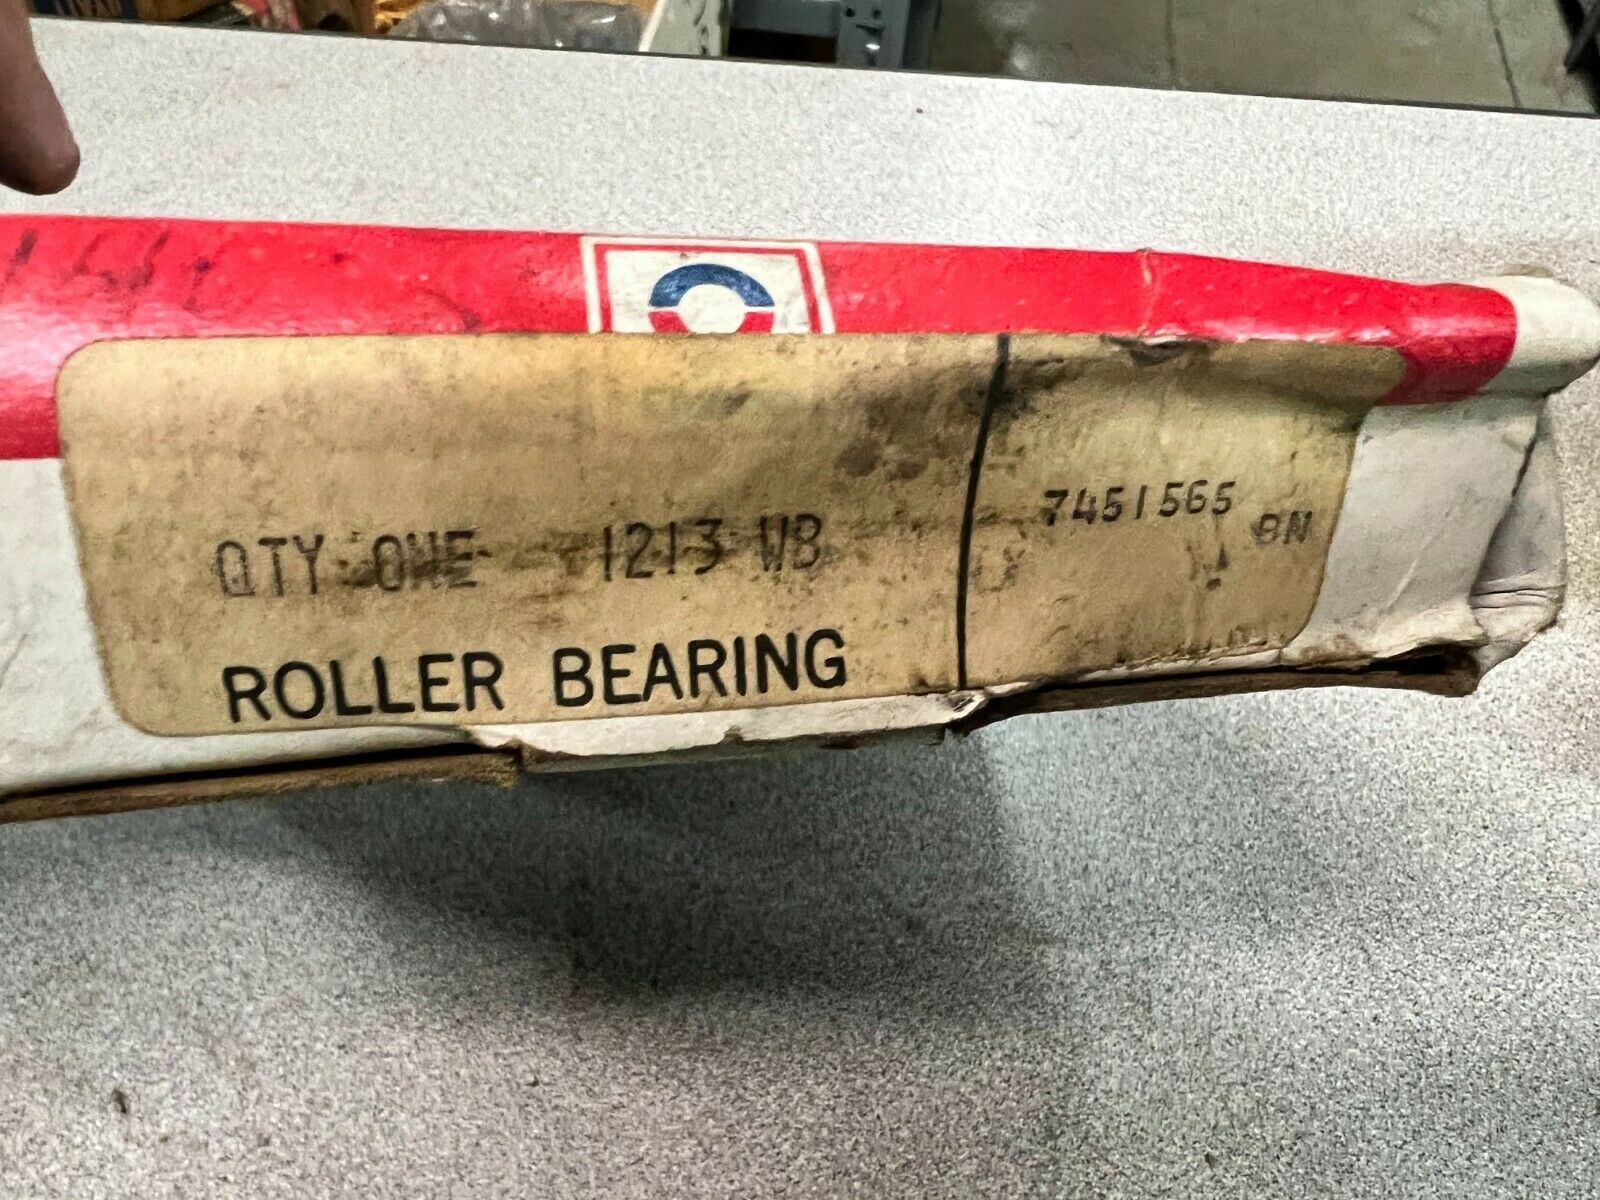 QTY ONE 1213 WB
ROLLER BEARING
7451565
BN